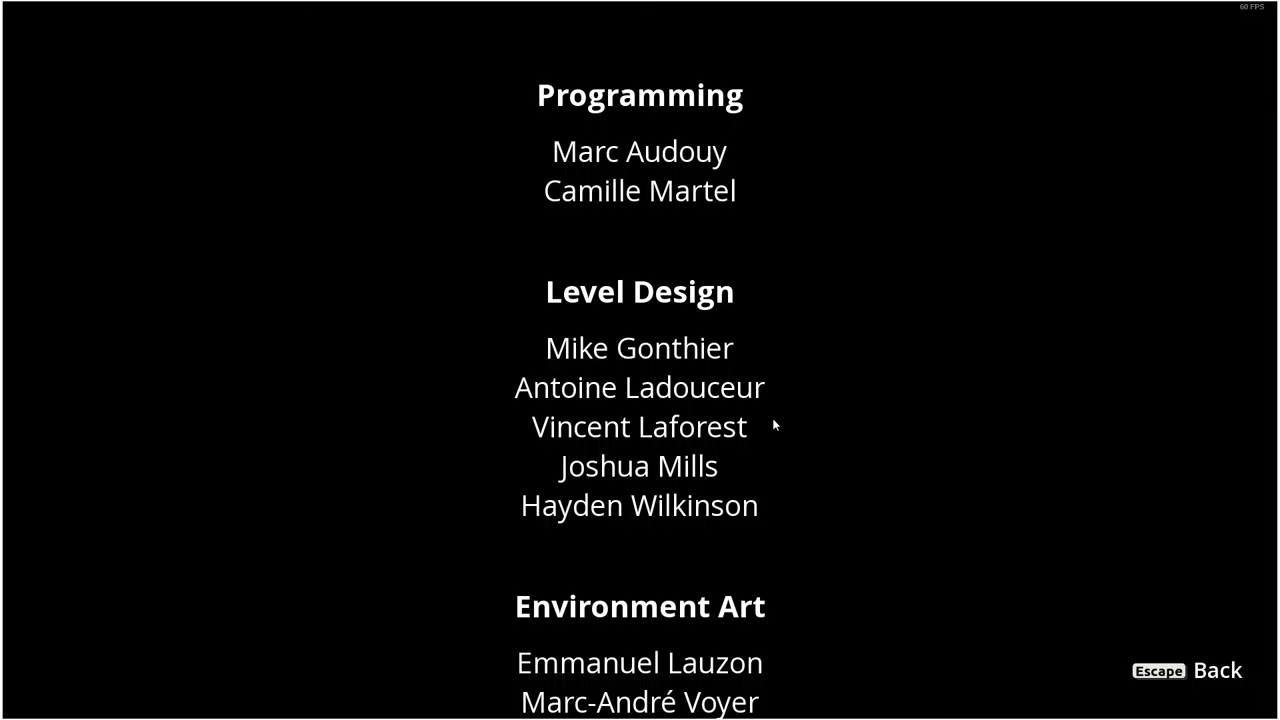 60 FPS
Programming
Marc Audouy
Camille Martel
Level Design
Mike Gonthier
Antoine Ladouceur
Vincent Laforest
Joshua Mills
Hayden Wilkinson
Environment Art
Emmanuel Lauzon
Marc-André Voyer
Escape Back